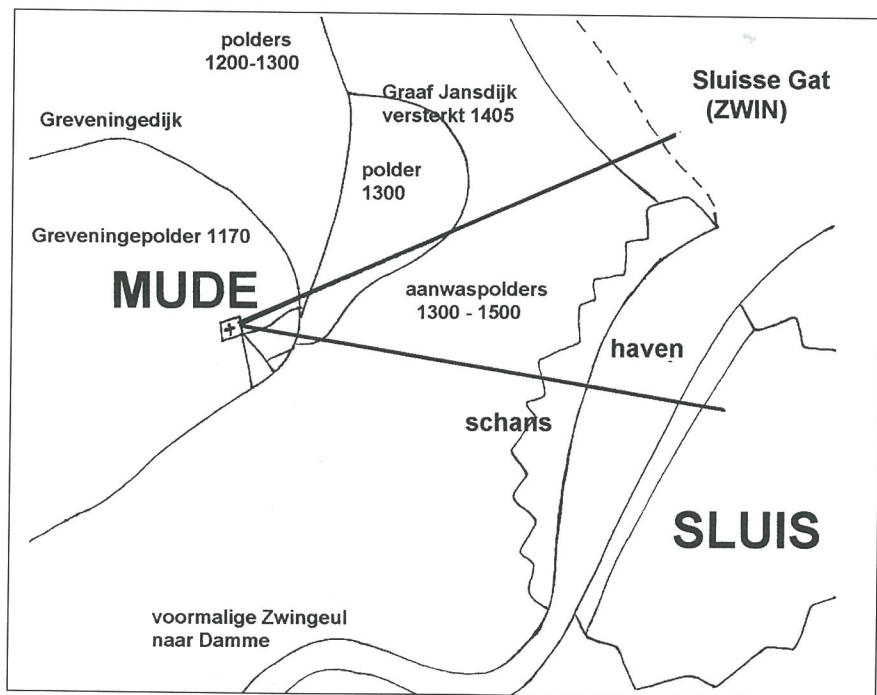 polders
1200-1300
Graaf Jansdijk
versterkt 1405
Sluisse Gat
(ZWIN)
Greveningedijk
polder
1300
Greveningepolder 1170
MUDE
aanwaspolders
1300 - 1500
haven
schans
SLUIS
voormalige Zwingeul
naar Damme